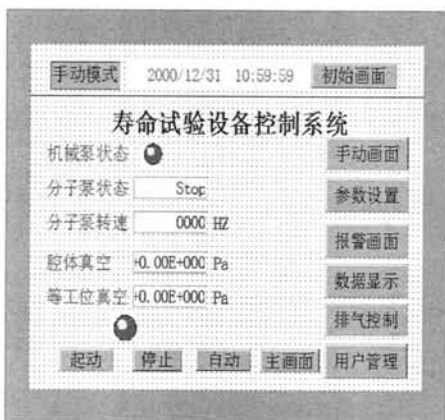 手动模式 2000/12/31 10:59:59 初始画面
寿命试验设备控制系统
机械泵状态 手动画面
分子泵状态 Stop 参数设置
分子泵转速 0000 HZ 报警画面
腔体真空 +0.00E+000 Pa 数据显示
等工位真空 +0.00E+000 Pa 排气控制
起动 停止 自动 主画面 用户管理